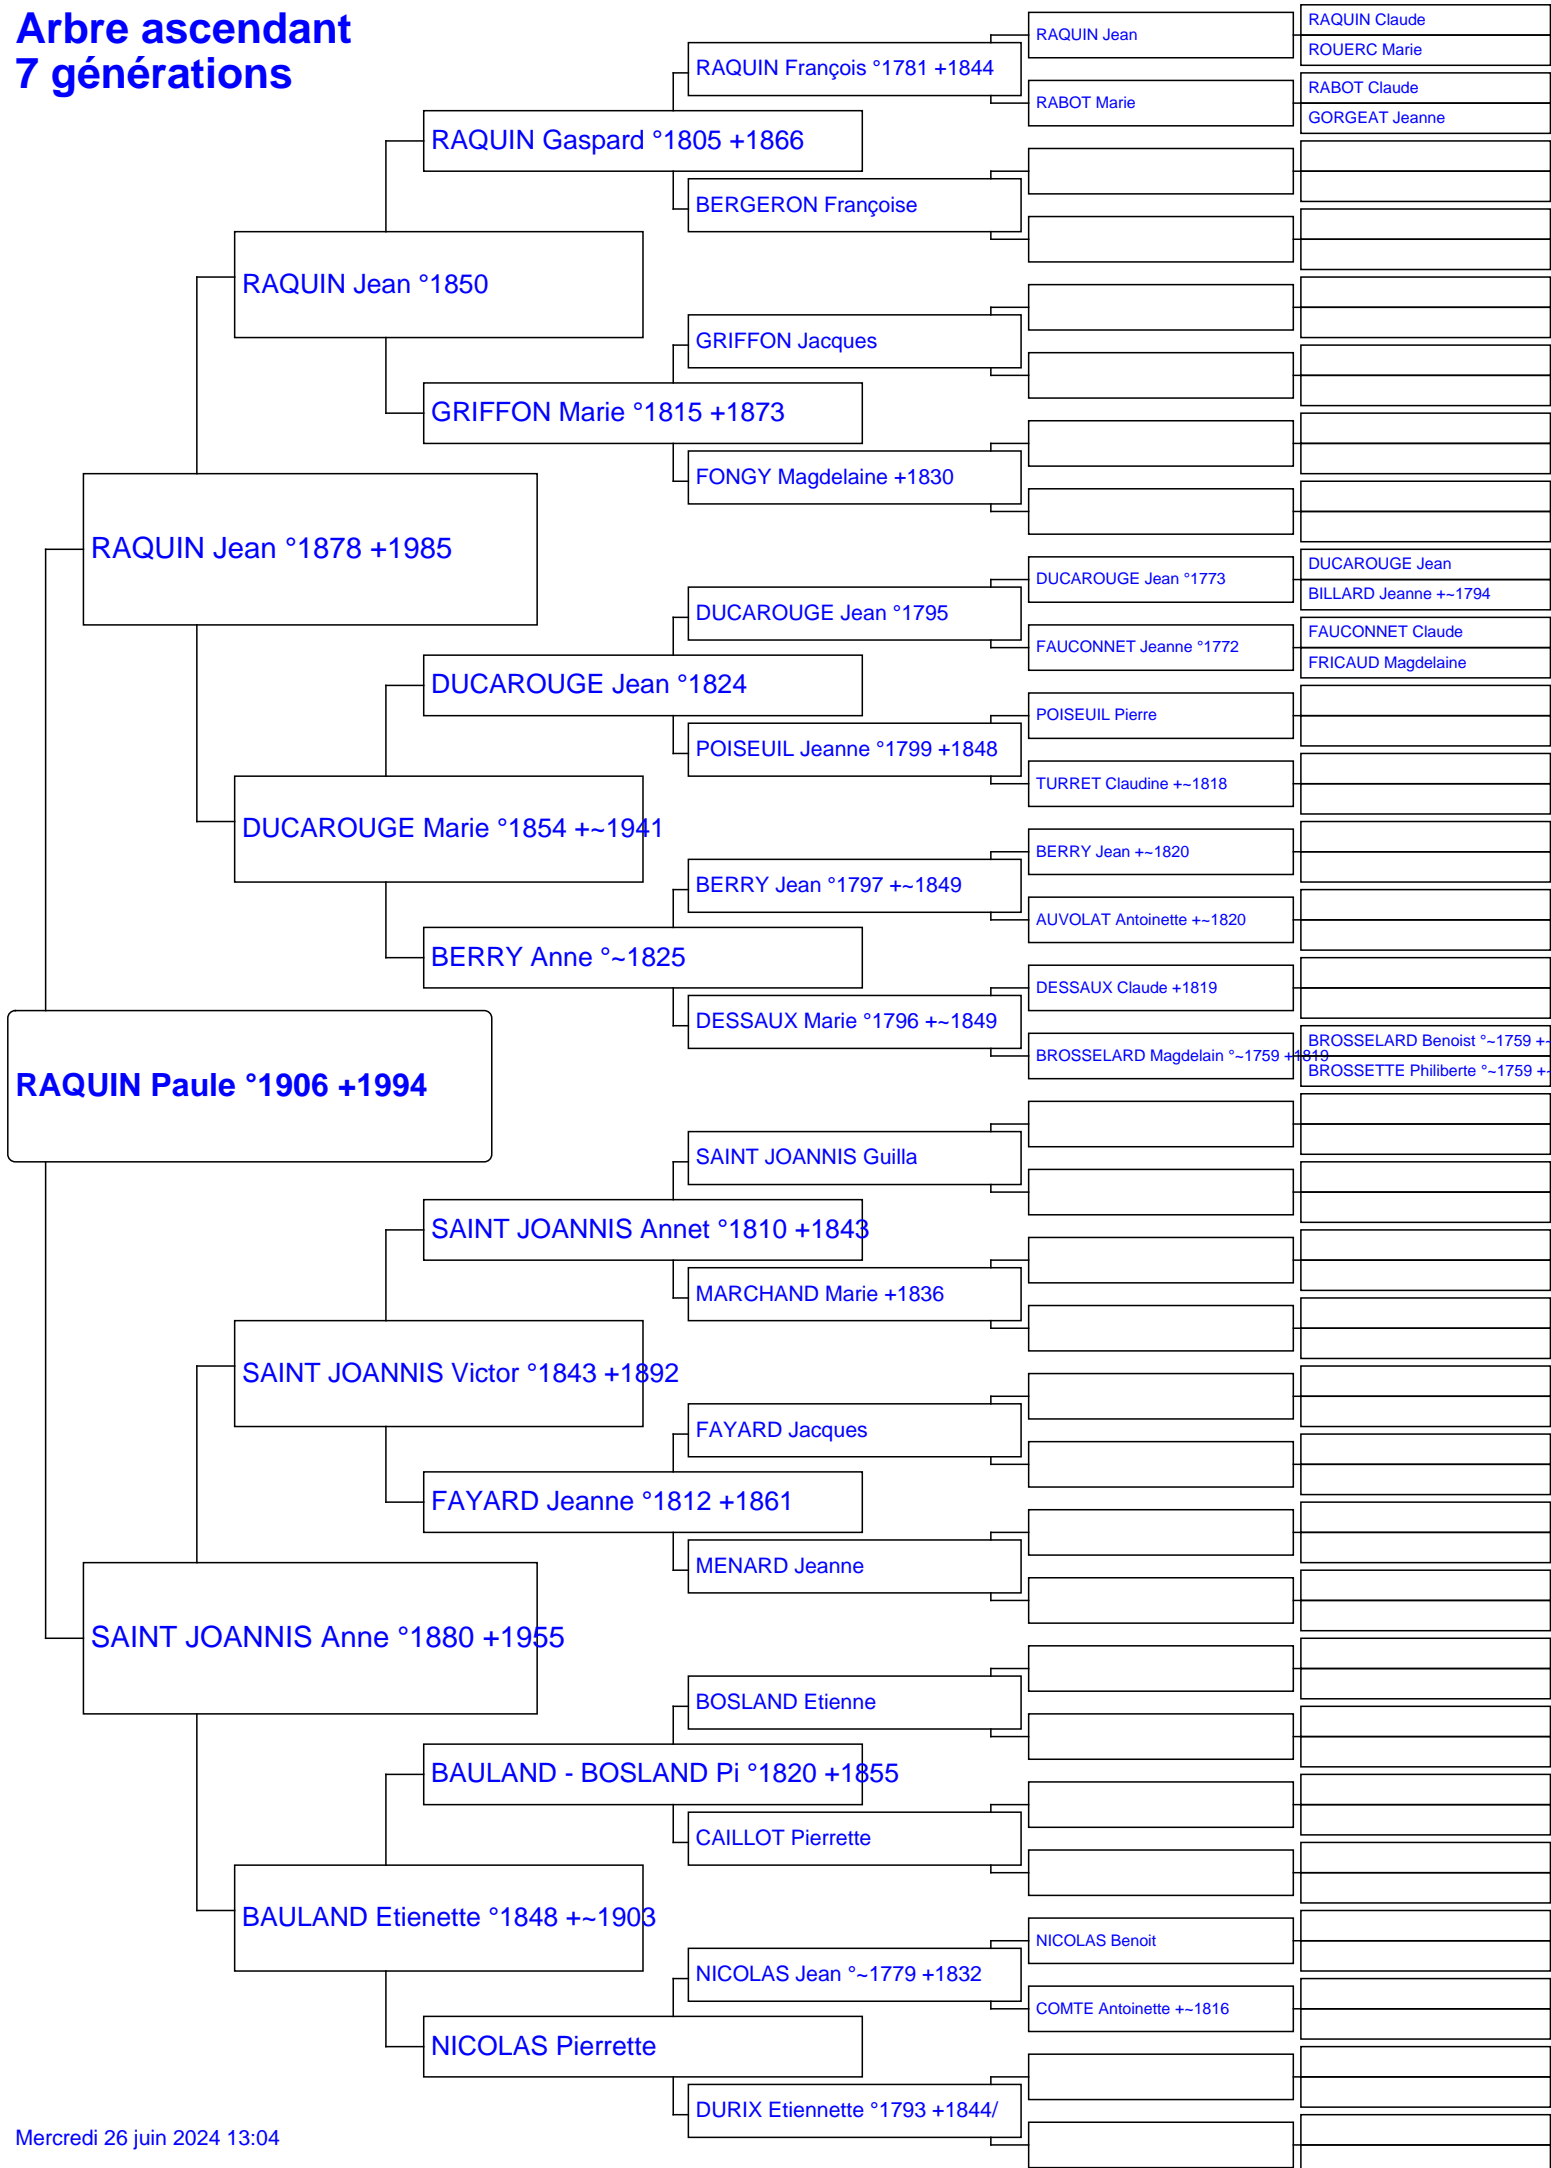 Arbre ascendant
7 générations
RAQUIN Paule °1906 +1994
RAQUIN Jean °1878 +1985
SAINT JOANNIS Anne °1880 +1955
RAQUIN Jean °1850
DUCAROUGE Marie °1854 +~1941
SAINT JOANNIS Victor °1843 +1892
BAULAND Etienette °1848 +~1903
RAQUIN Gaspard °1805 +1866
GRIFFON Marie °1815 +1873
DUCAROUGE Jean °1824
BERRY Anne °~1825
SAINT JOANNIS Annet °1810 +1843
FAYARD Jeanne °1812 +1861
BAULAND - BOSLAND Pi °1820 +1855
NICOLAS Pierrette
RAQUIN François °1781 +1844
BERGERON Françoise
GRIFFON Jacques
FONGY Magdelaine +1830
DUCAROUGE Jean °1795
POISEUIL Jeanne °1799 +1848
BERRY Jean °1797 +~1849
DESSAUX Marie °1796 +~1849
SAINT JOANNIS Guilla
MARCHAND Marie +1836
FAYARD Jacques
MENARD Jeanne
BOSLAND Etienne
CAILLOT Pierrette
NICOLAS Jean °~1779 +1832
DURIX Etiennette °1793 +1844/
RAQUIN Jean
RABOT Marie
DUCAROUGE Jean °1773
FAUCONNET Jeanne °1772
POISEUIL Pierre
TURRET Claudine +~1818
BERRY Jean +~1820
AUVOLAT Antoinette +~1820
DESSAUX Claude +1819
BROSSELARD Magdelain °~1759 +1819
NICOLAS Benoit
COMTE Antoinette +~1816
RAQUIN Claude
ROUERC Marie
RABOT Claude
GORGEAT Jeanne
DUCAROUGE Jean
BILLARD Jeanne +~1794
FAUCONNET Claude
FRICAUD Magdelaine
BROSSELARD Benoist °~1759 +~
BROSSETTE Philiberte °~1759 +~
Mercredi 26 juin 2024 13:04